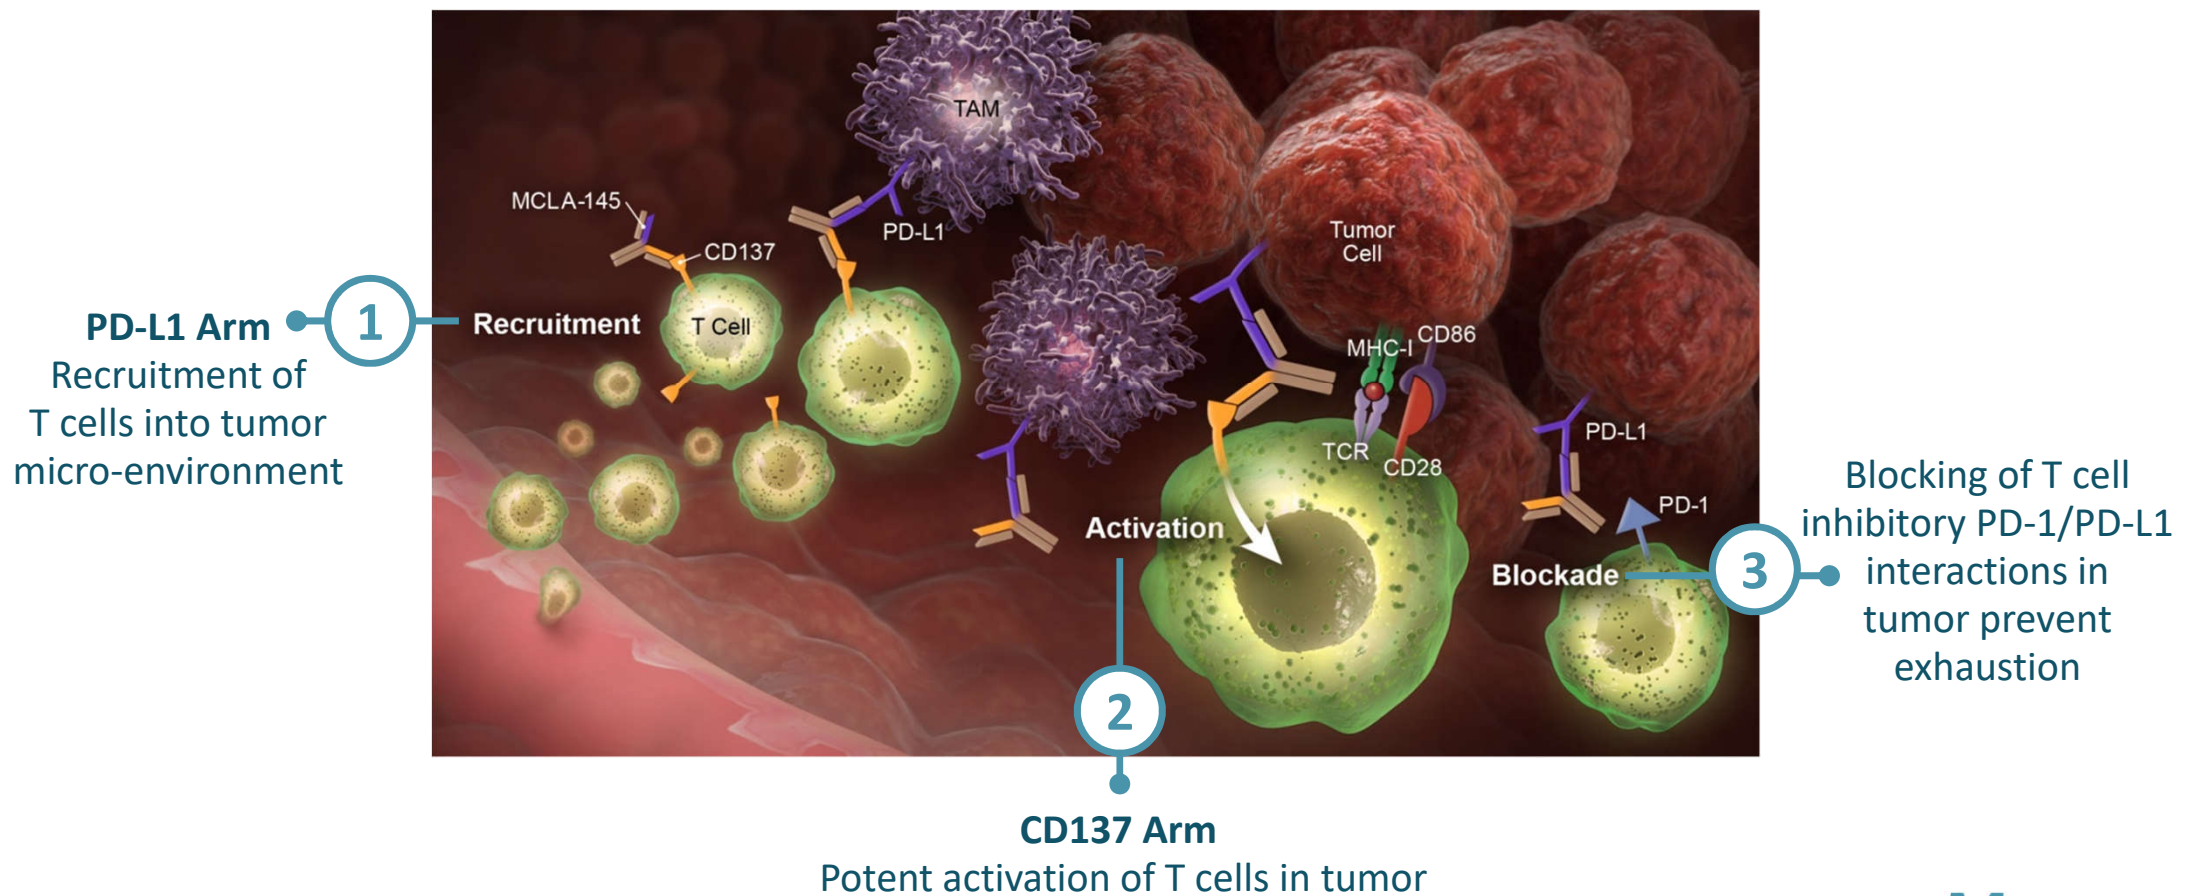 TAM
MCLA-145
CD137
PD-L1
Tumor
Cell
PD-L1 Arm
Recruitment of
T cells into tumor
micro-environment
1
Recruitment
T Cell
MHC-I
CD86
TCR
CD28
PD-L1
PD-1
Activation
Blockade
3
Blocking of T cell
inhibitory PD-1/PD-L1
interactions in
tumor prevent
exhaustion
2
CD137 Arm
Potent activation of T cells in tumor